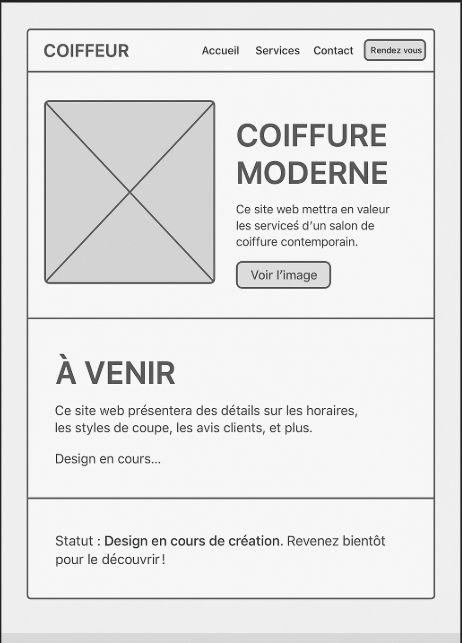 COIFFEUR
Accueil Services Contact Rendez vous
COIFFURE
MODERNE
Ce site web mettra en valeur
les serviceś d’un salon de
coiffure contemporain.
Voir l’image
À VENIR
Ce site web présentera des détails sur les horaires,
les styles de coupe, les avis clients, et plus.
Design en cours...
Statut : Design en cours de création. Revenez bientôt
pour le découvrir !